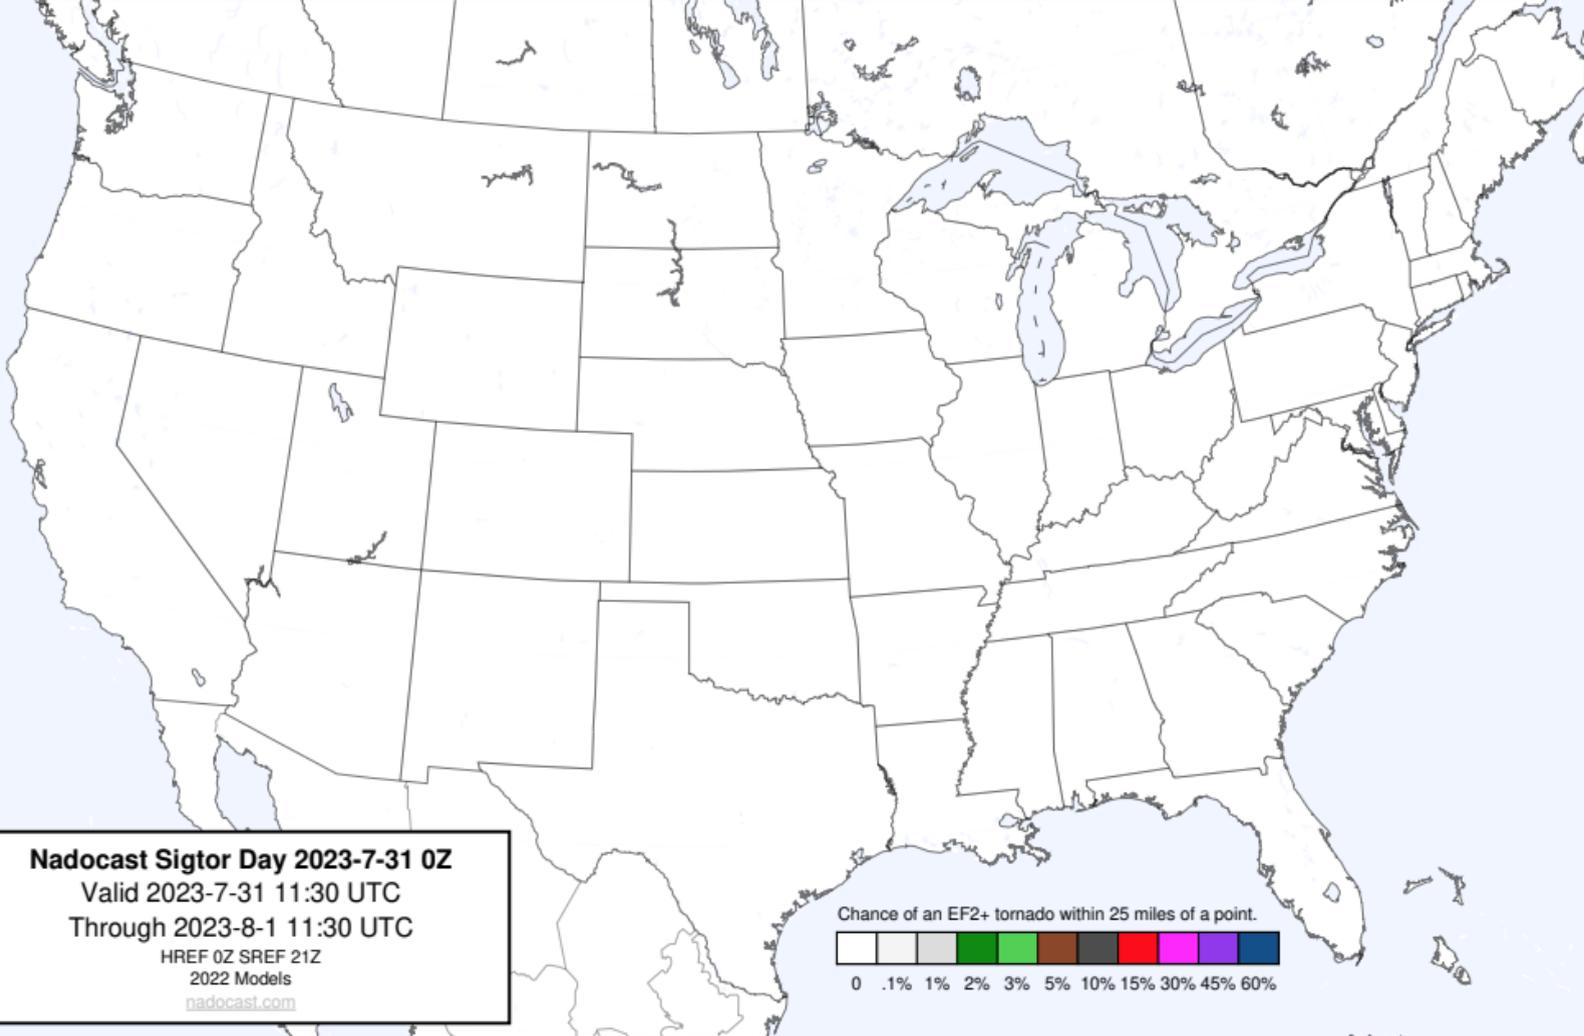 Nadocast Sigtor Day 2023-7-31 0Z
Valid 2023-7-31 11:30 UTC
Through 2023-8-1 11:30 UTC
HREF 0Z SREF 21Z
2022 Models
nadocast.com
Chance of an EF2+ tornado within 25 miles of a point.
0 .1% 1% 2% 3% 5% 10% 15% 30% 45% 60%